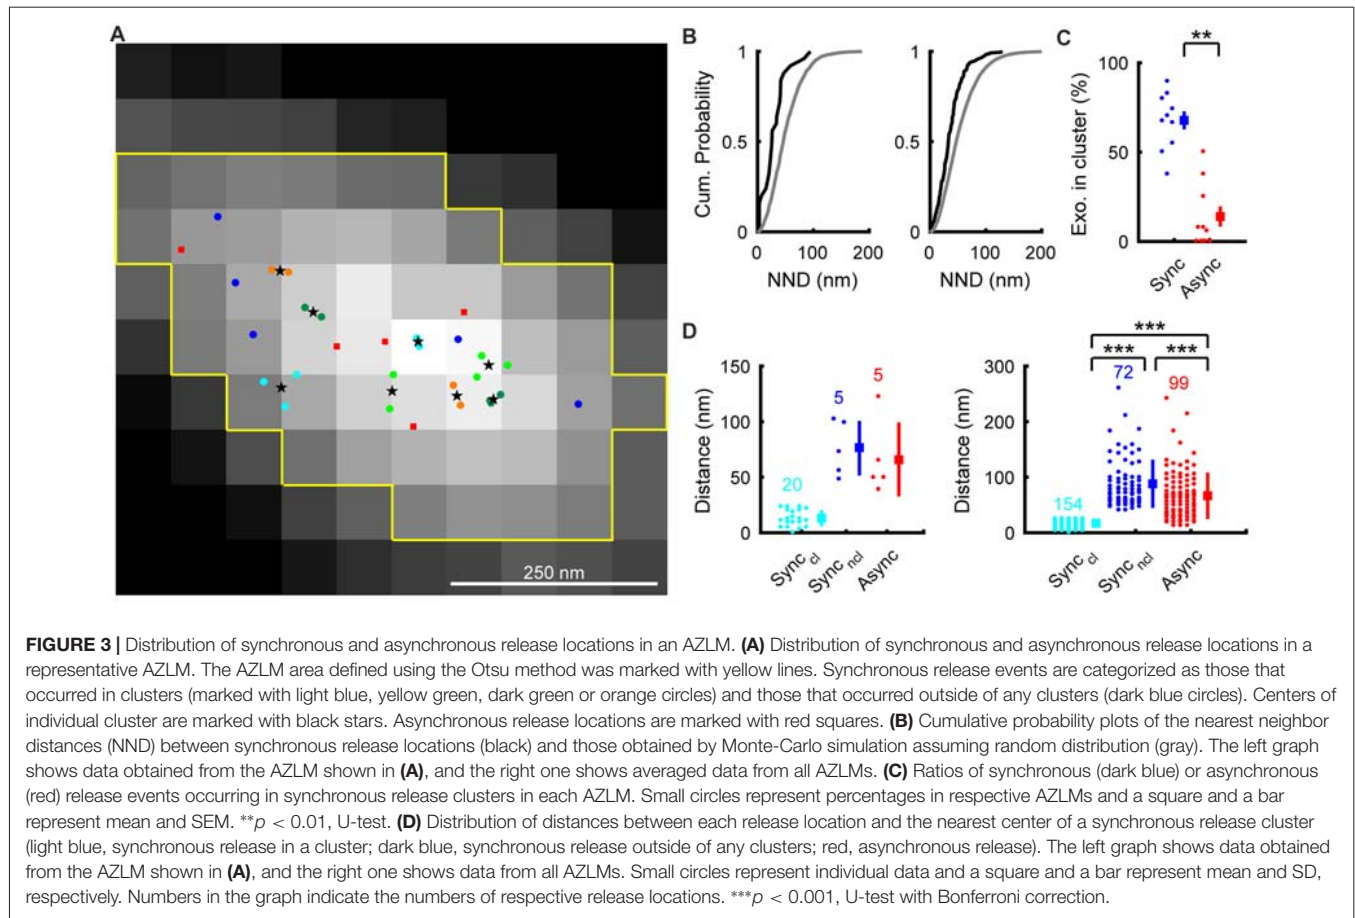 A
250 nm
B
Cum. Probability
1
0.5
0
0
100
200
NND (nm)
1
0.5
0
0
100
200
NND (nm)
C
Exo. in cluster (%)
100
50
0
**
Sync
Async
D
Distance (nm)
150
100
50
0
20
5
5
Sync cl
Sync ncl
Async
Distance (nm)
300
200
100
0
***
***
***
154
72
99
Sync cl
Sync ncl
Async
FIGURE 3 | Distribution of synchronous and asynchronous release locations in an AZLM. (A) Distribution of synchronous and asynchronous release locations in a
representative AZLM. The AZLM area defined using the Otsu method was marked with yellow lines. Synchronous release events are categorized as those that
occurred in clusters (marked with light blue, yellow green, dark green or orange circles) and those that occurred outside of any clusters (dark blue circles). Centers of
individual cluster are marked with black stars. Asynchronous release locations are marked with red squares. (B) Cumulative probability plots of the nearest neighbor
distances (NND) between synchronous release locations (black) and those obtained by Monte-Carlo simulation assuming random distribution (gray). The left graph
shows data obtained from the AZLM shown in (A), and the right one shows averaged data from all AZLMs. (C) Ratios of synchronous (dark blue) or asynchronous
(red) release events occurring in synchronous release clusters in each AZLM. Small circles represent percentages in respective AZLMs and a square and a bar
represent mean and SEM. **p < 0.01, U-test. (D) Distribution of distances between each release location and the nearest center of a synchronous release cluster
(light blue, synchronous release in a cluster; dark blue, synchronous release outside of any clusters; red, asynchronous release). The left graph shows data obtained
from the AZLM shown in (A), and the right one shows data from all AZLMs. Small circles represent individual data and a square and a bar represent mean and SD,
respectively. Numbers in the graph indicate the numbers of respective release locations. ***p < 0.001, U-test with Bonferroni correction.